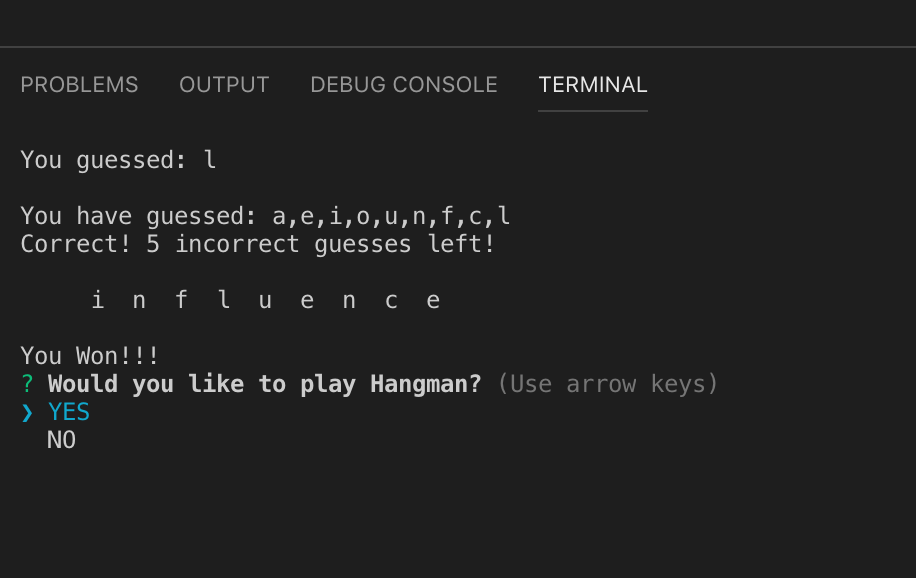 PROBLEMS OUTPUT DEBUG CONSOLE TERMINAL
You guessed: l
You have guessed: a,e,i,o,u,n,f,c,l
Correct! 5 incorrect guesses left!
i n f l u e n c e
You Won!!!
? Would you like to play Hangman? (Use arrow keys)
❯ YES
NO